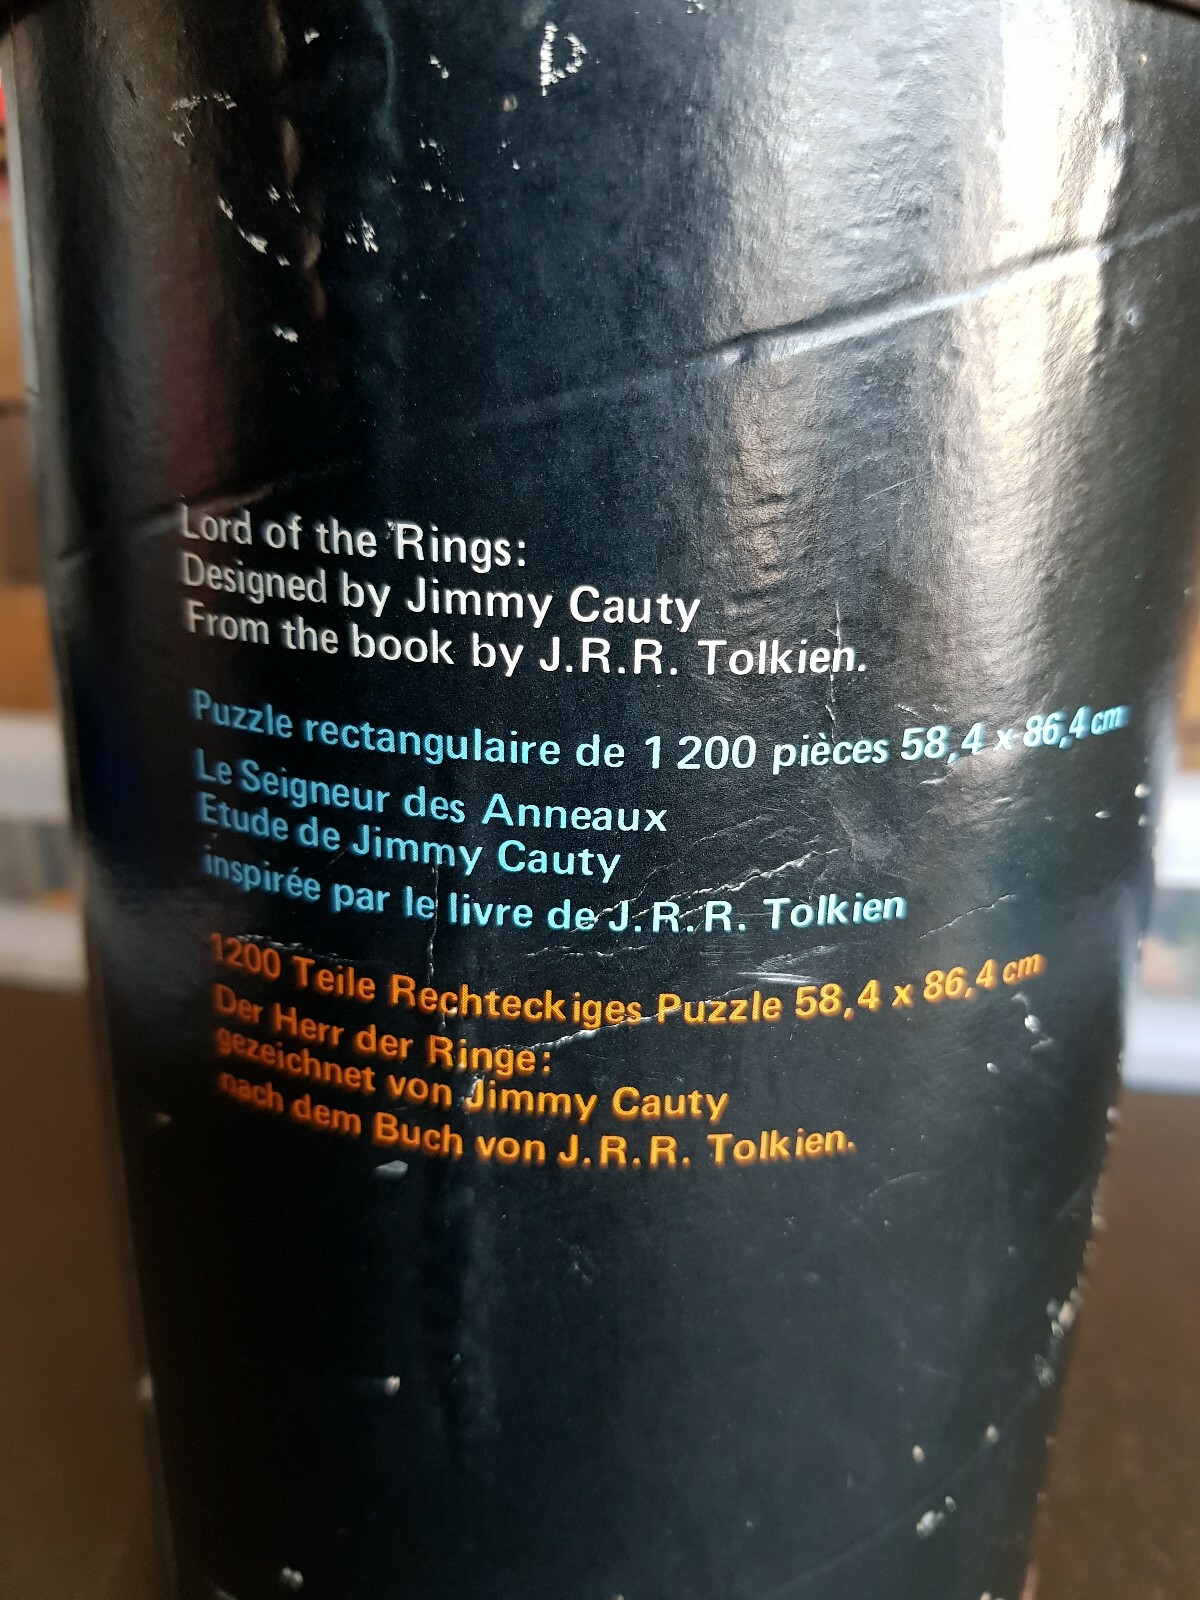 Lord of the Rings:
Designed by Jimmy Cauty
From the book by J.R.R. Tolkien.
Puzzle rectangulaire de 1 200 pièces 58,4 x 86,4 cm
Le Seigneur des Anneaux
Etude de Jimmy Cauty
inspirée par le livre de J.R.R. Tolkien
1200 Teile Rechteckiges Puzzle 58,4 x 86,4 cm
Der Herr der Ringe:
gezeichnet von Jimmy Cauty
nach dem Buch von J.R.R. Tolkien.